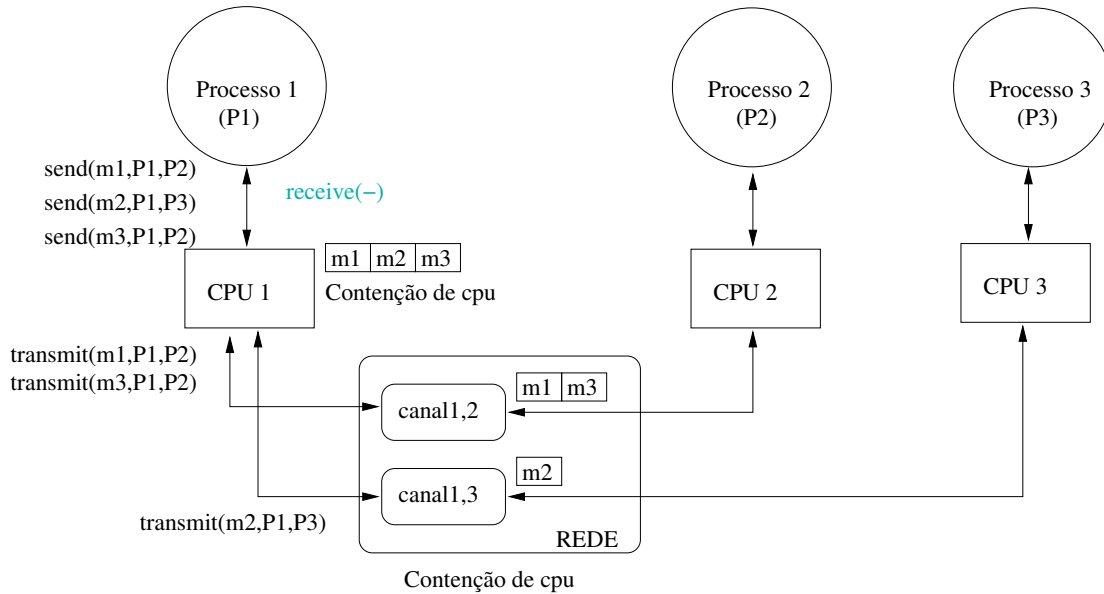 Processo 1
(P1)
Processo 2
(P2)
Processo 3
(P3)
send(m1,P1,P2)
send(m2,P1,P3)
send(m3,P1,P2)
receive(−)
m1 m2 m3
Contenção de cpu
CPU 1
CPU 2
CPU 3
transmit(m1,P1,P2)
transmit(m3,P1,P2)
canal1,2
m1 m3
canal1,3
m2
transmit(m2,P1,P3)
REDE
Contenção de cpu